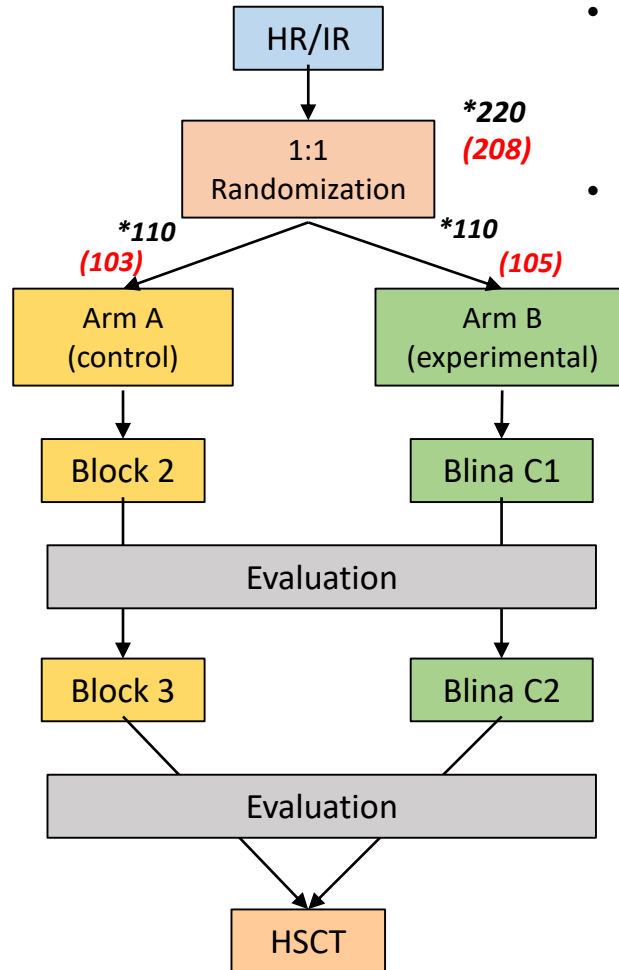 •
HR/IR
*220
(208)
1:1
Randomization
•
*110
*110
(103)
(105)
Arm A
(control)
Arm B
(experimental)
Block 2
Blina C1
Evaluation
Block 3
Blina C2
Evaluation
HSCT